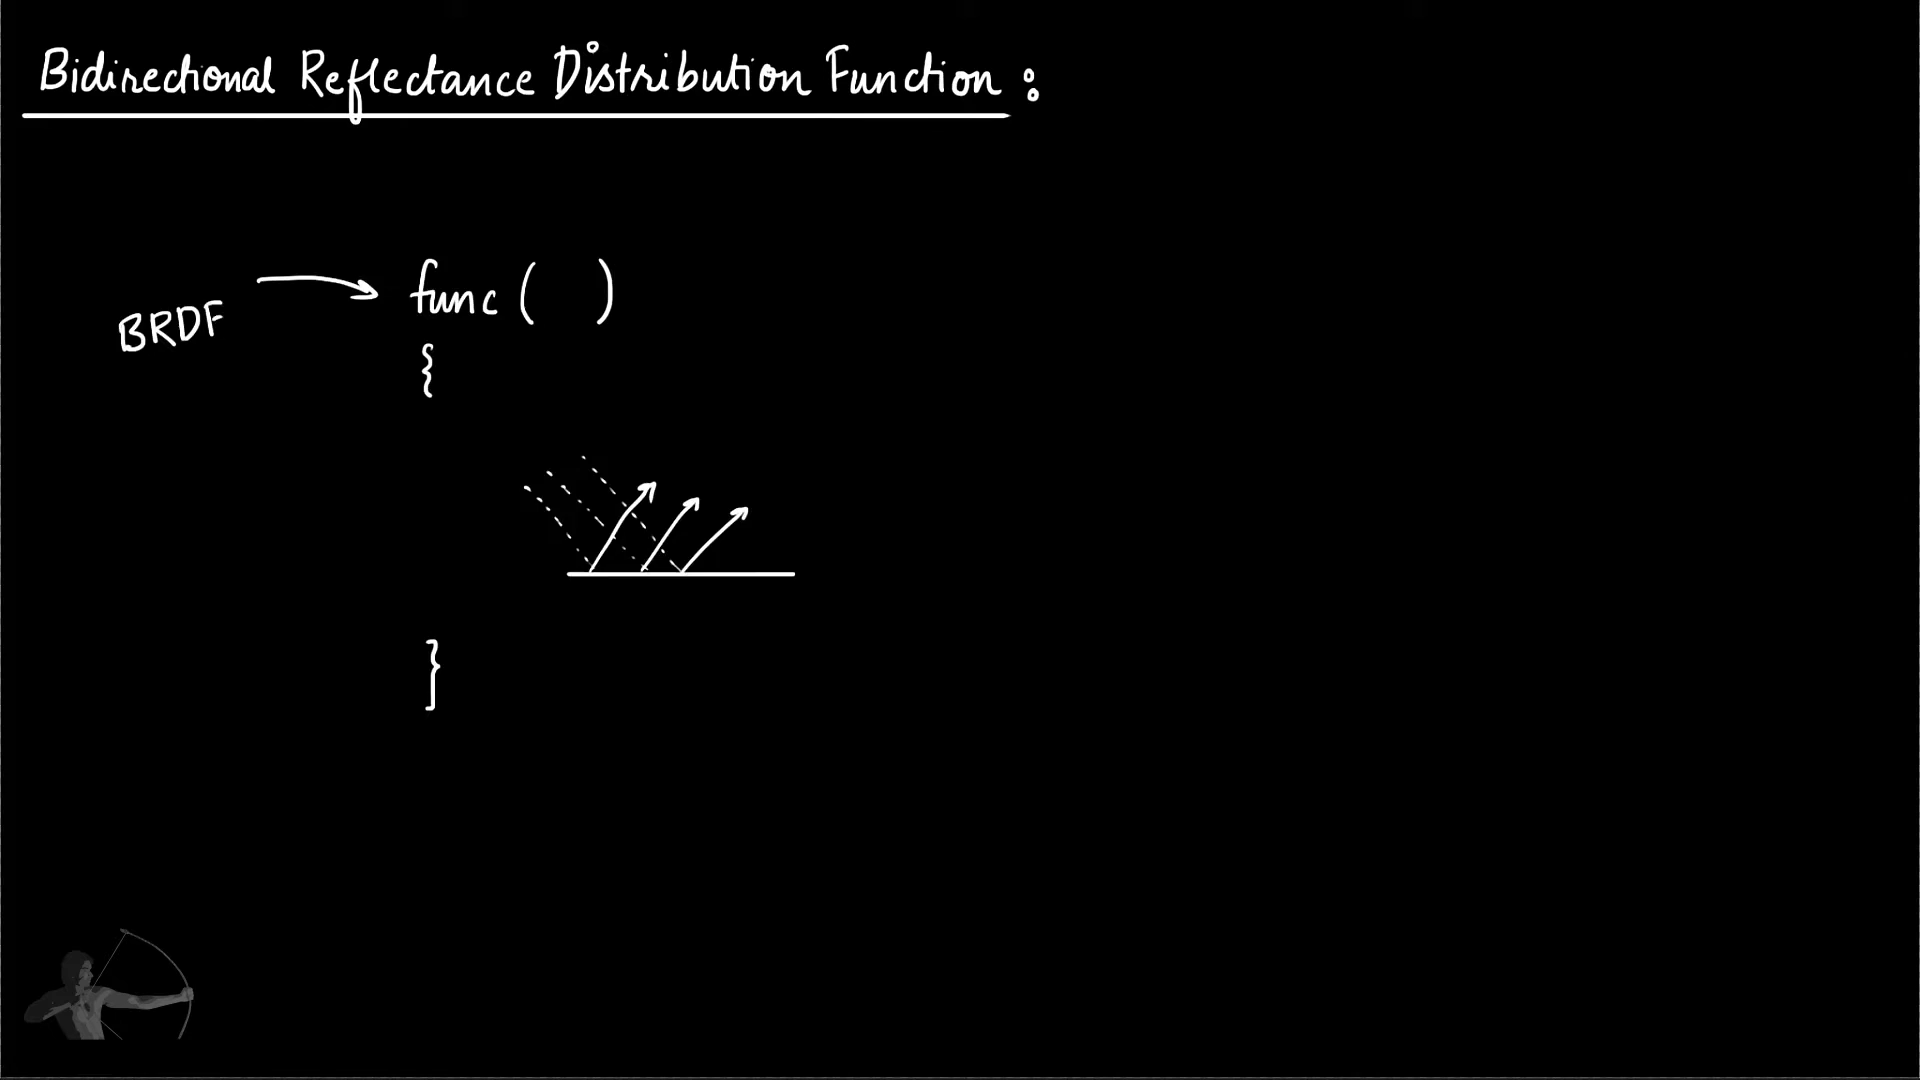 Bidirectional Reflectance Distribution Function :
BRDF
func ( )
{
}